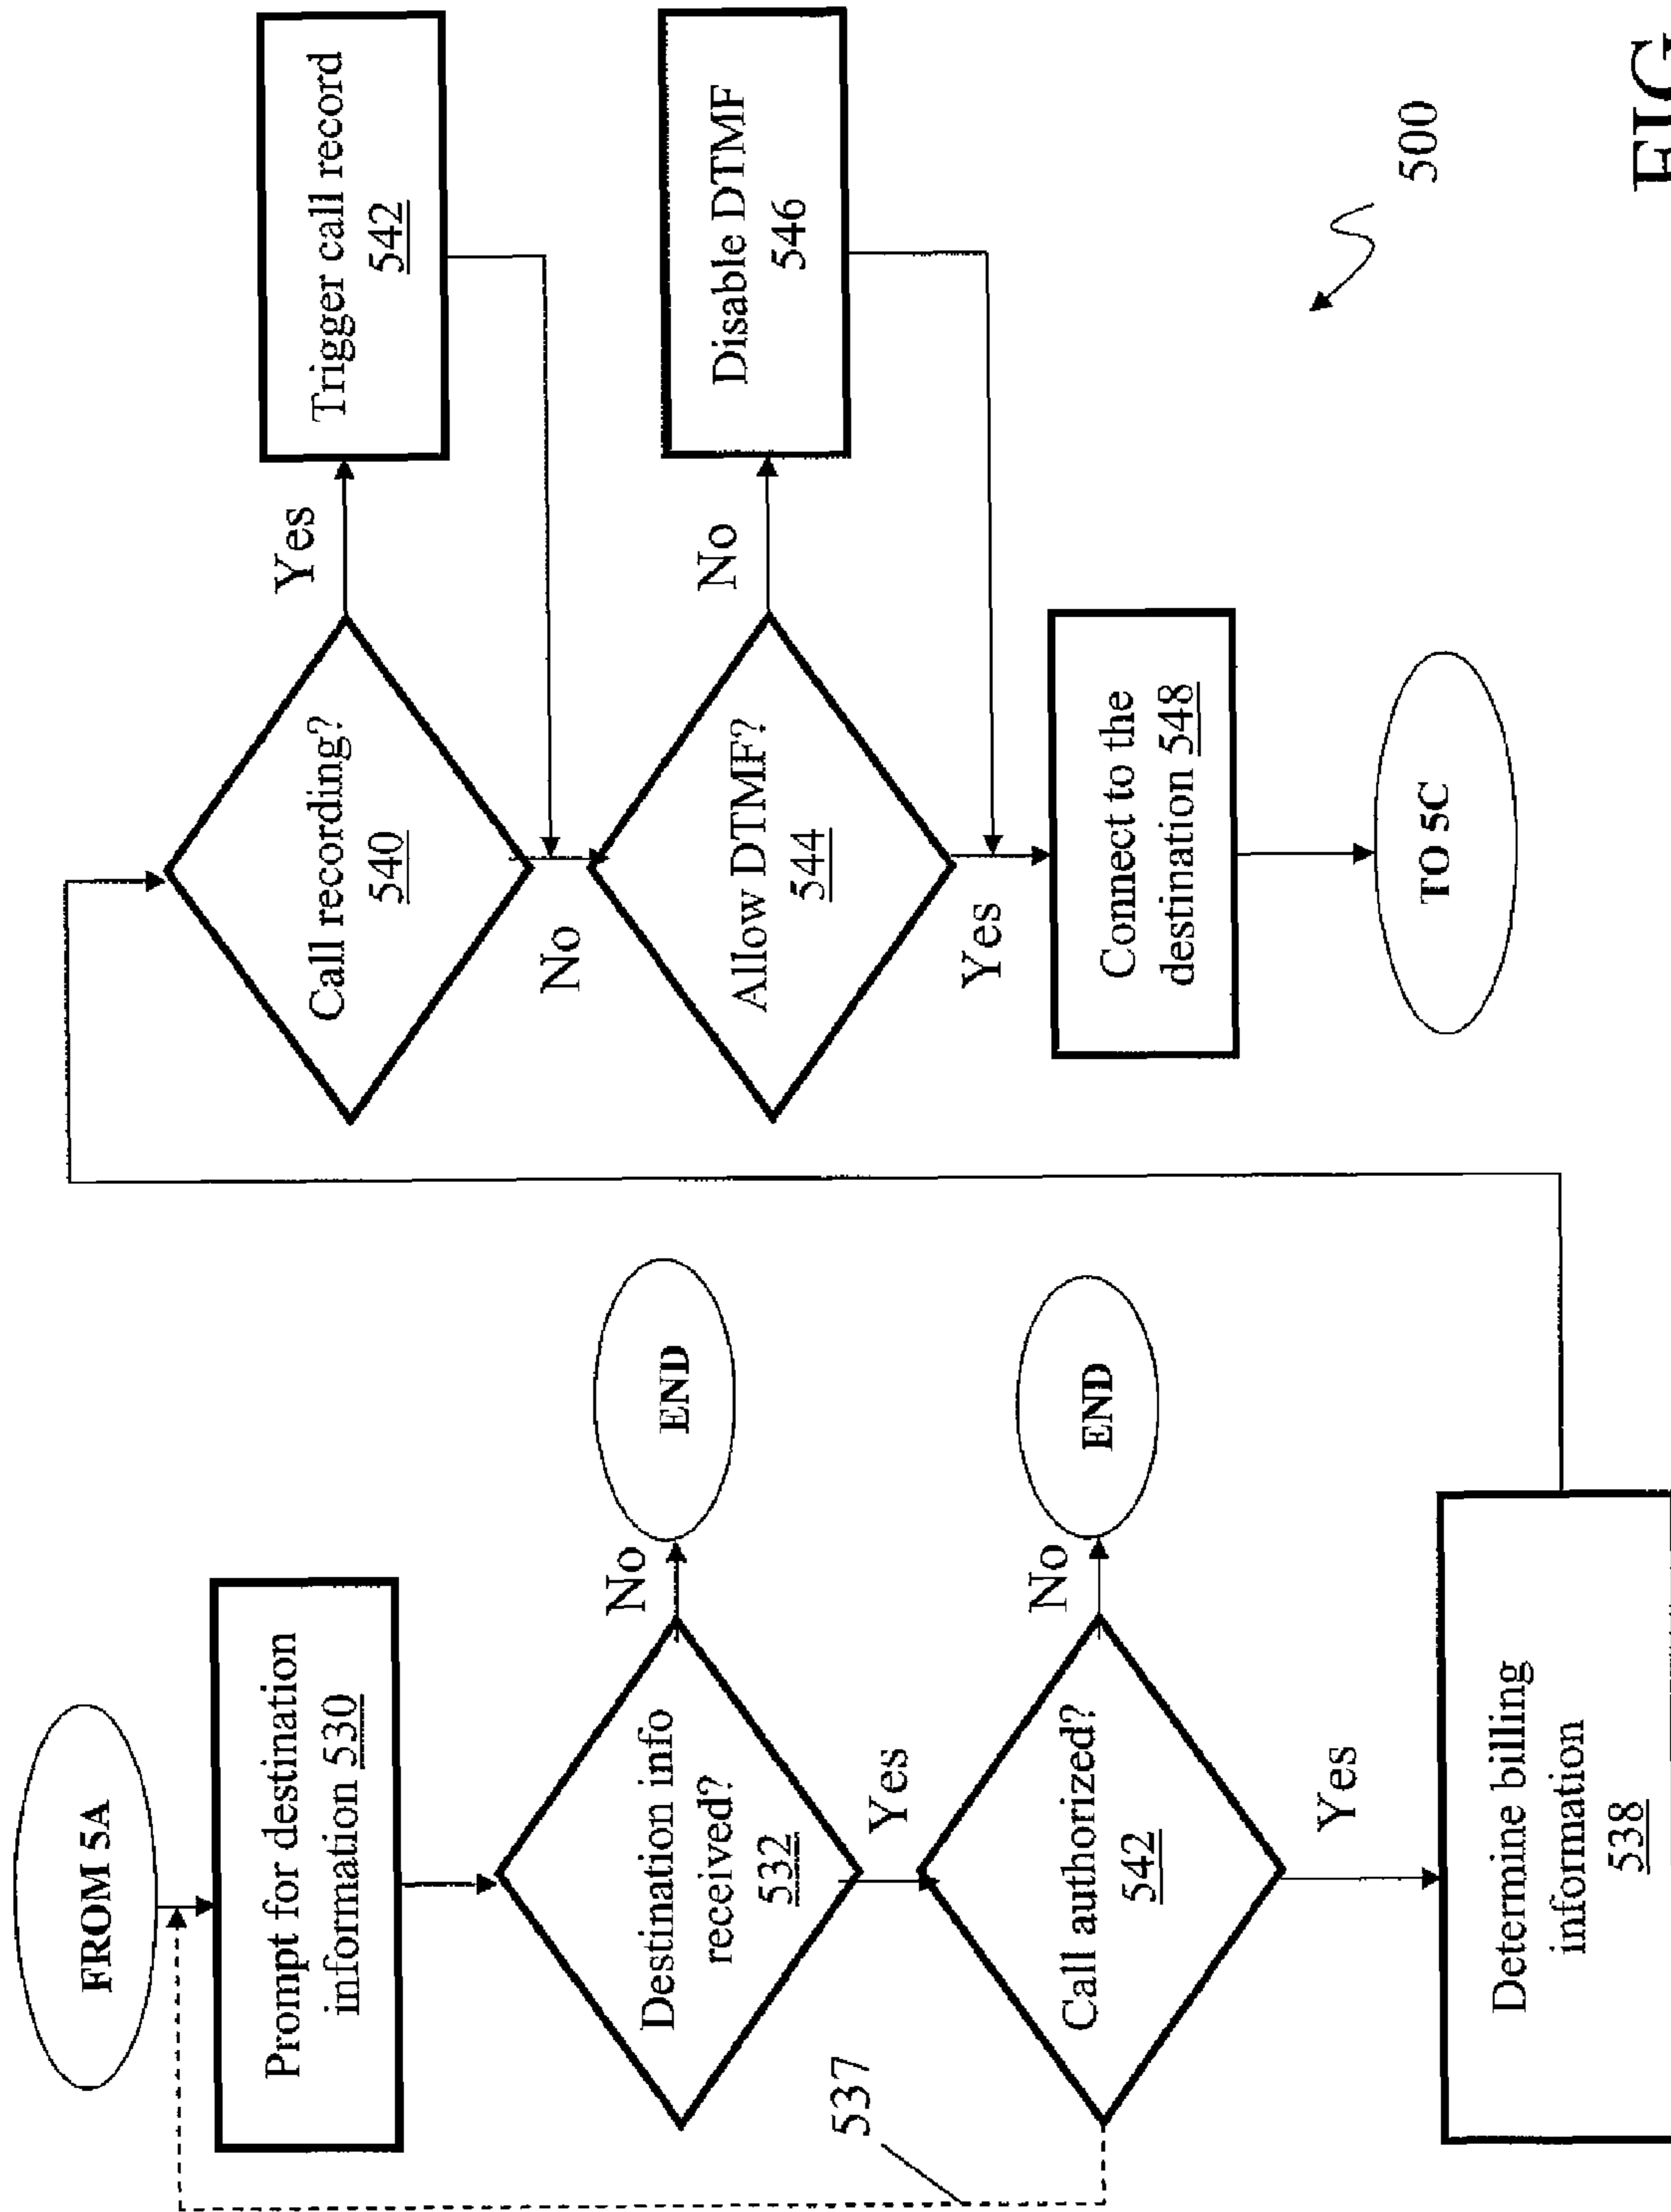 FROM 5A
Prompt for destination
information 530
Destination info
received?
532
No
END
Yes
537
Call authorized?
542
No
END
Yes
Determine billing
information
538
Call recording?
540
Yes
Trigger call record
542
No
Allow DTMF?
544
No
Disable DTMF
546
Yes
Connect to the
destination 548
TO 5C
500
FIG